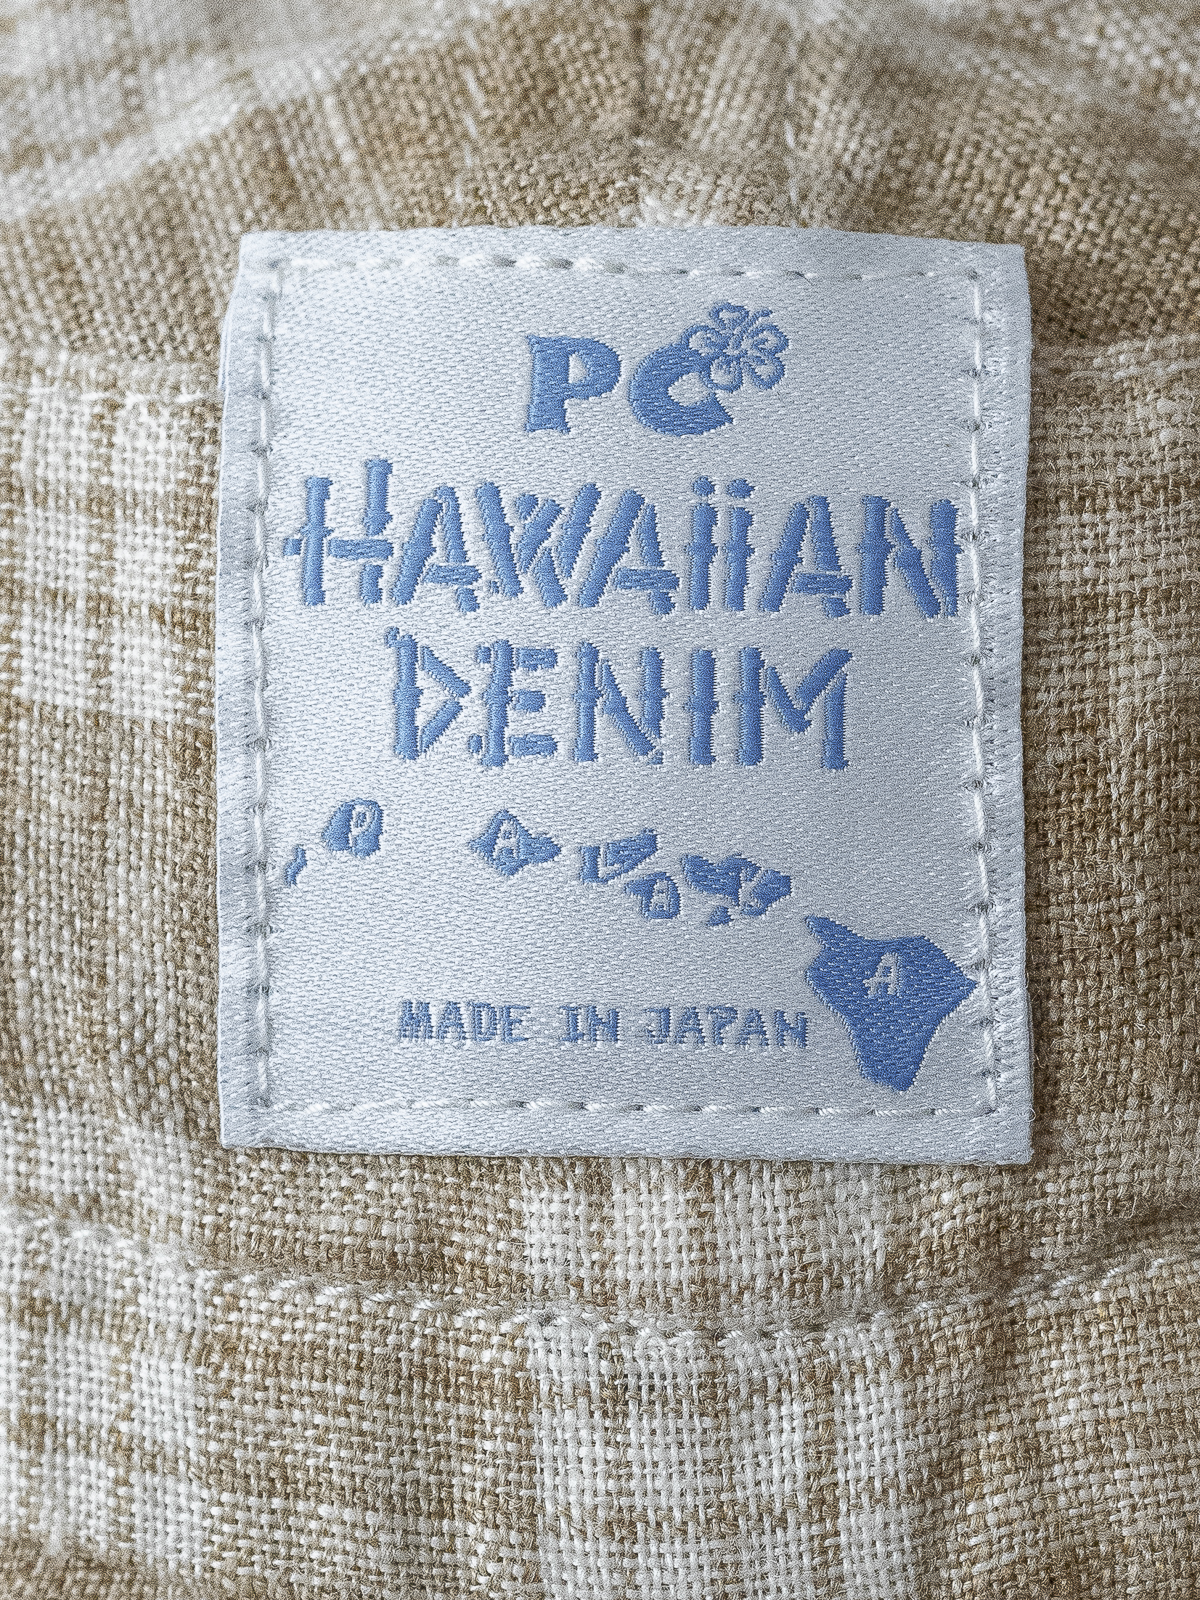 PC
HAWAiiAN
DENIM
P A K A K A
MADE IN JAPAN